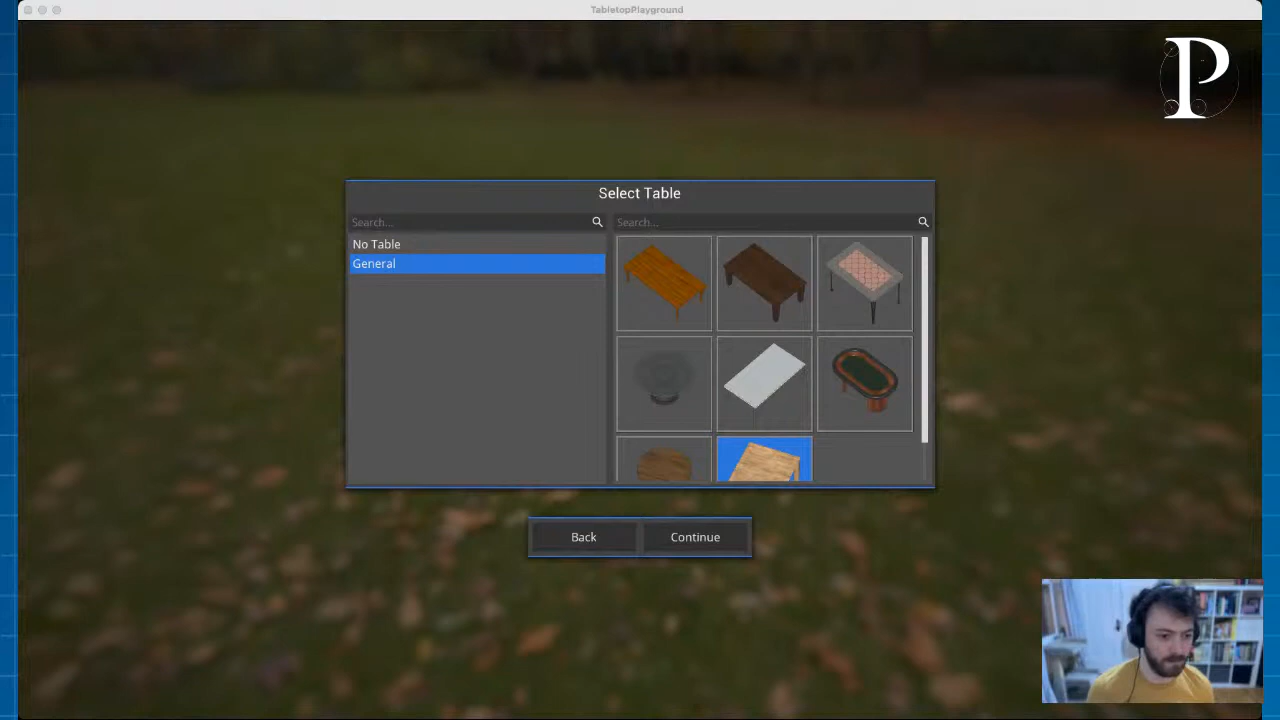 TabletopPlayground
P
Select Table
Search...
Search...
No Table
General
Back
Continue